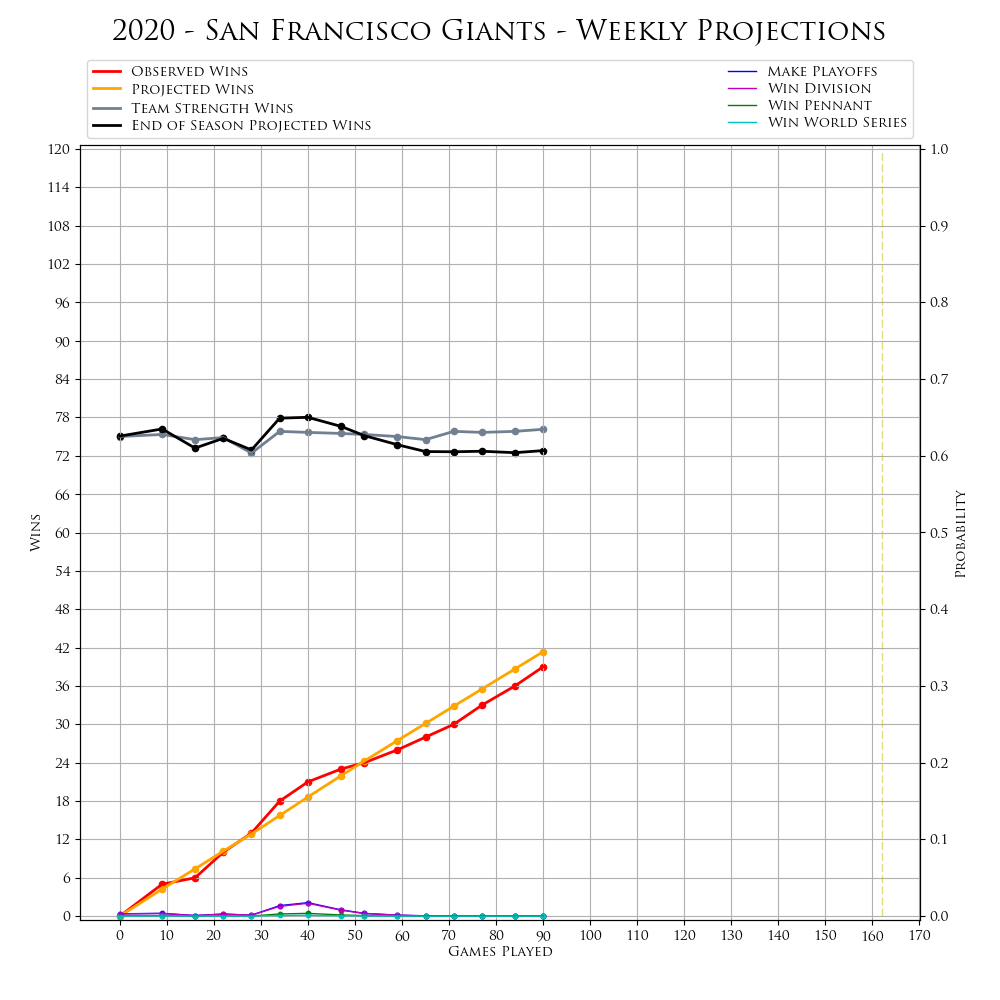 2020 - San Francisco Giants - Weekly Projections
Observed Wins
Projected Wins
Team Strength Wins
End of Season Projected Wins
Make Playoffs
Win Division
Win Pennant
Win World Series
120
114
108
102
96
90
84
78
72
66
60
54
48
42
36
30
24
18
12
6
0
Wins
1.0
0.9
0.8
0.7
0.6
0.5
0.4
0.3
0.2
0.1
0.0
Probability
0 10 20 30 40 50 60 70 80 90 100 110 120 130 140 150 160 170
Games Played